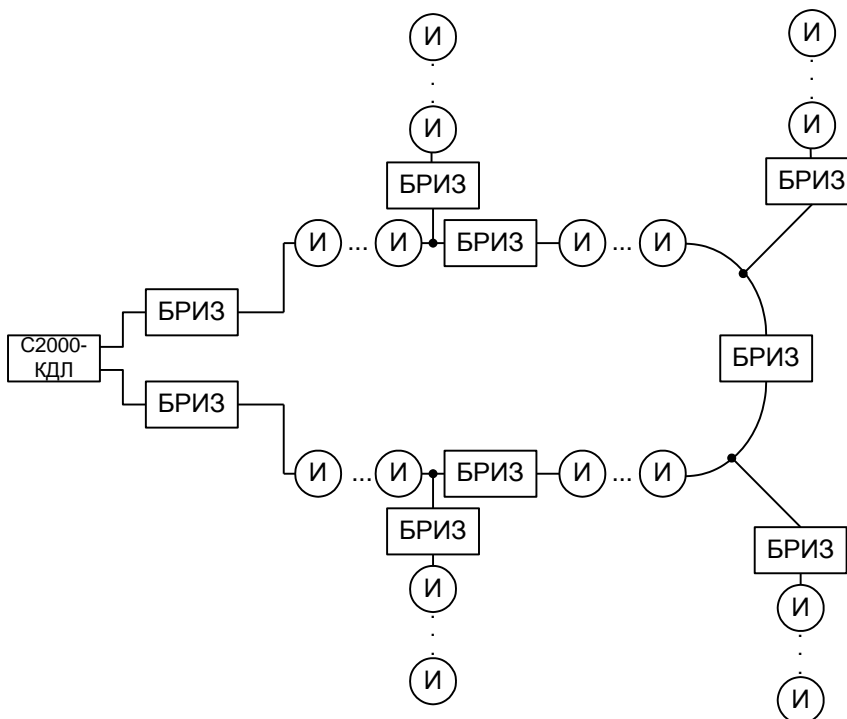 И
И
И
И
БРИЗ
БРИЗ
И ... И
БРИЗ
И ... И
БРИЗ
С2000-
КДЛ
БРИЗ
БРИЗ
И ... И
БРИЗ
И ... И
БРИЗ
БРИЗ
И
И
И
И